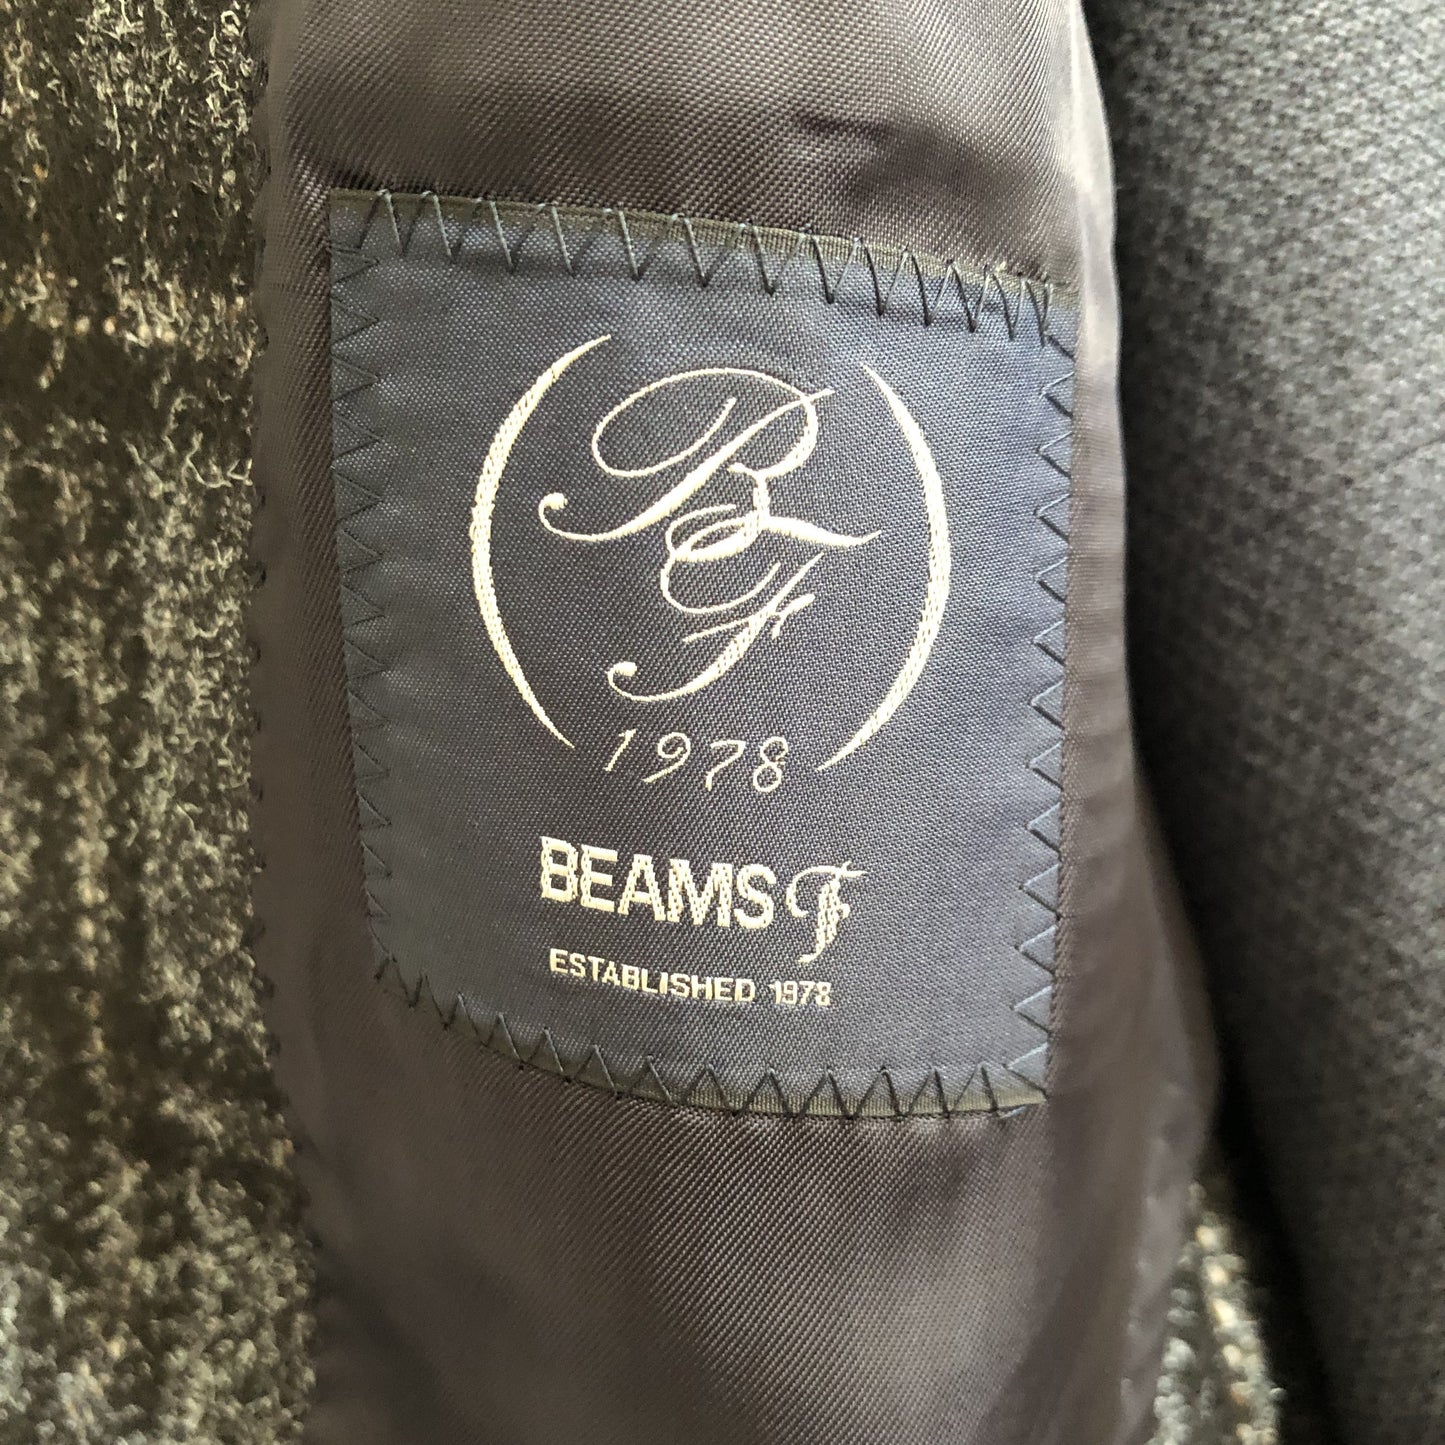 BF
1978
BEAMS F
ESTABLISHED 1978